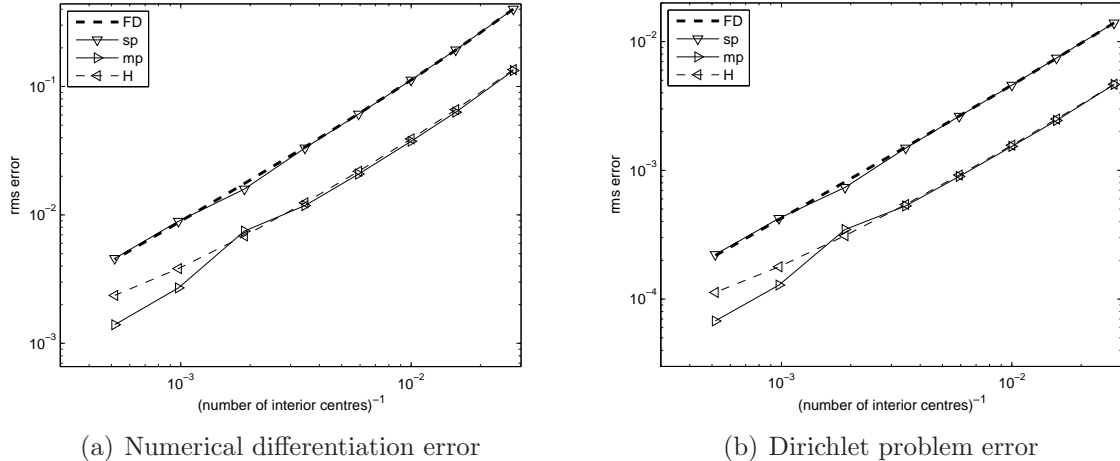 FD
sp
mp
H
10⁻¹
10⁻²
10⁻³
rms error
10⁻³
10⁻²
(number of interior centres)⁻¹
(a) Numerical differentiation error
FD
sp
mp
H
10⁻²
10⁻³
10⁻⁴
rms error
10⁻³
10⁻²
(number of interior centres)⁻¹
(b) Dirichlet problem error